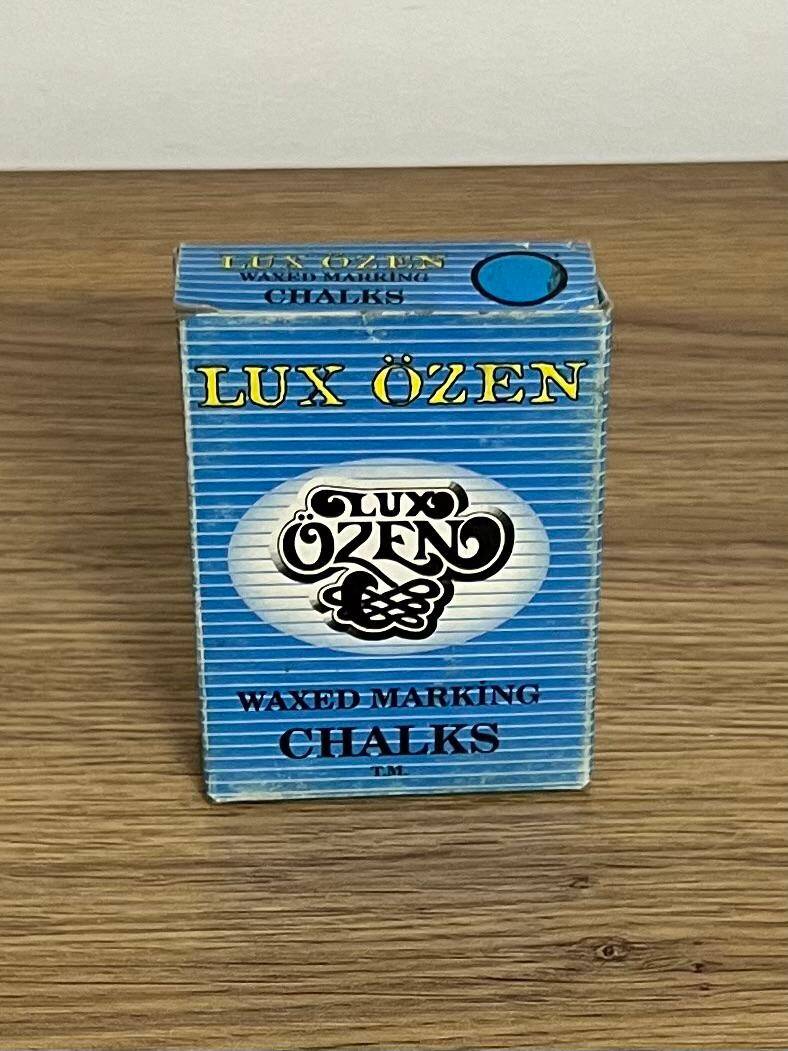 LUX ÖZEN
WAXED MARKING
CHALKS
LUX ÖZEN
LUX
ÖZEN
WAXED MARKİNG
CHALKS
T.M.